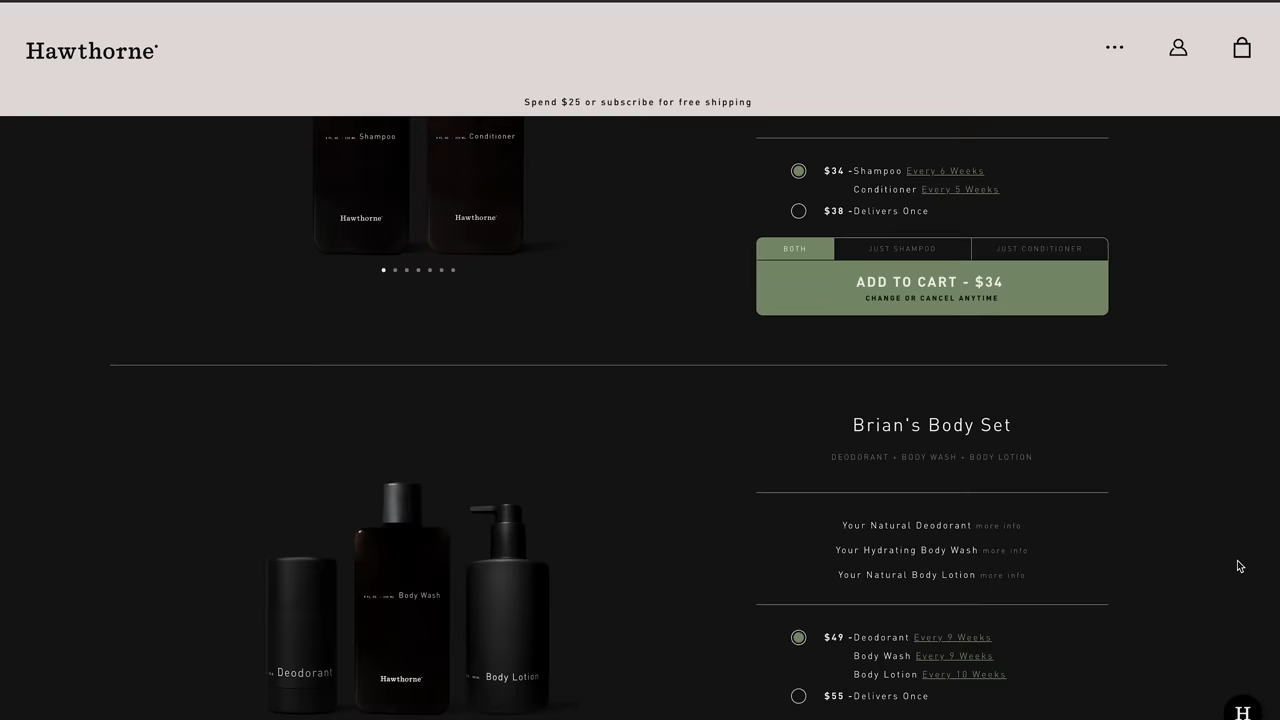 Hawthorne
Spend $25 or subscribe for free shipping
Shampoo
Conditioner
Hawthorne
Hawthorne
$34 - Shampoo Every 6 Weeks
Conditioner Every 5 Weeks
$38 - Delivers Once
BOTH
JUST SHAMPOO
JUST CONDITIONER
ADD TO CART - $34
CHANGE OR CANCEL ANYTIME
Brian's Body Set
DEODORANT + BODY WASH + BODY LOTION
Your Natural Deodorant more info
Your Hydrating Body Wash more info
Your Natural Body Lotion more info
Body Wash
Deodorant
Body Lotion
Hawthorne
$49 - Deodorant Every 9 Weeks
Body Wash Every 9 Weeks
Body Lotion Every 10 Weeks
$55 - Delivers Once
H